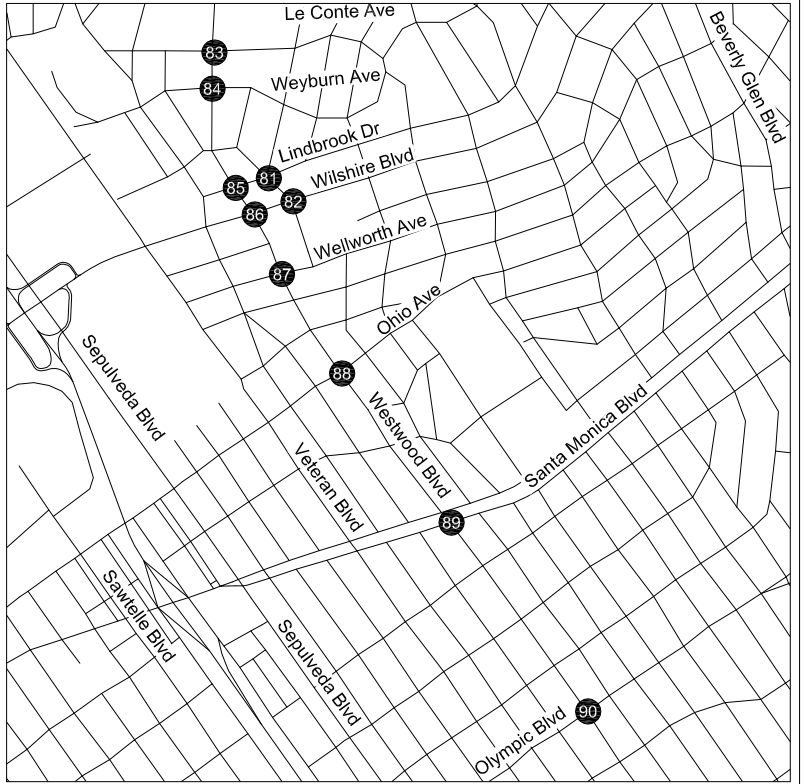 Le Conte Ave
Beverly Glen Blvd
83
Weyburn Ave
84
Lindbrook Dr
Wilshire Blvd
81
85
82
86
Wellworth Ave
87
Ohio Ave
Sepulveda Blvd
88
Westwood Blvd
Santa Monica Blvd
Veteran Blvd
89
Sawtelle Blvd
Sepulveda Blvd
90
Olympic Blvd